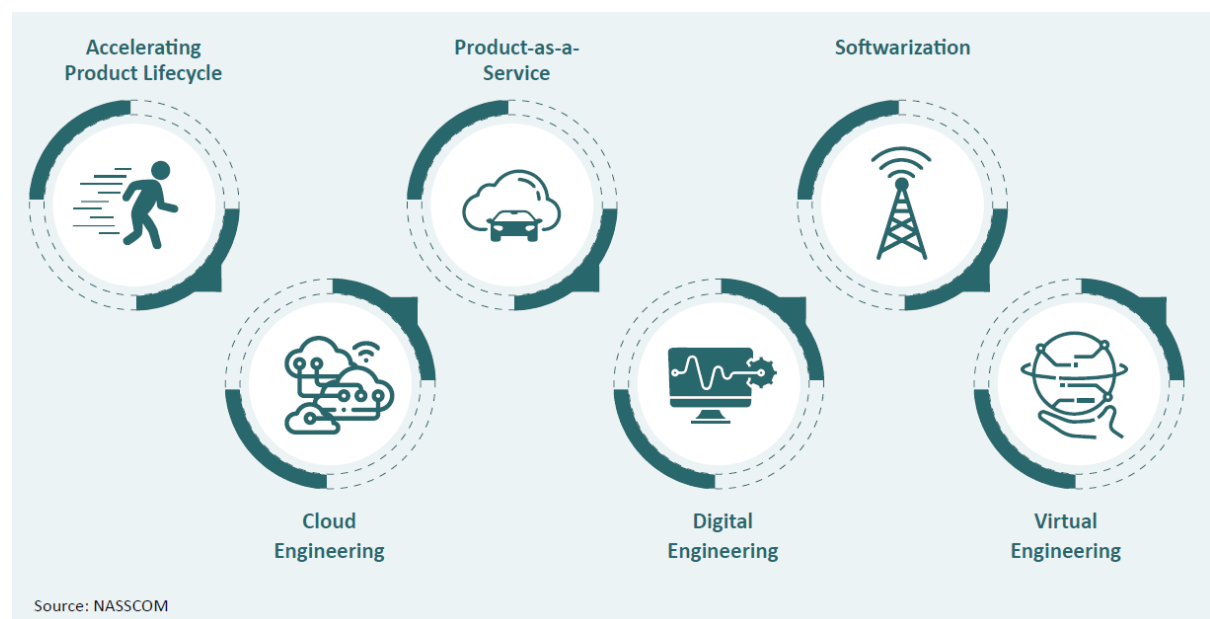 Accelerating
Product Lifecycle
Product-as-a-
Service
Softwarization
Cloud
Engineering
Digital
Engineering
Virtual
Engineering
Source: NASSCOM